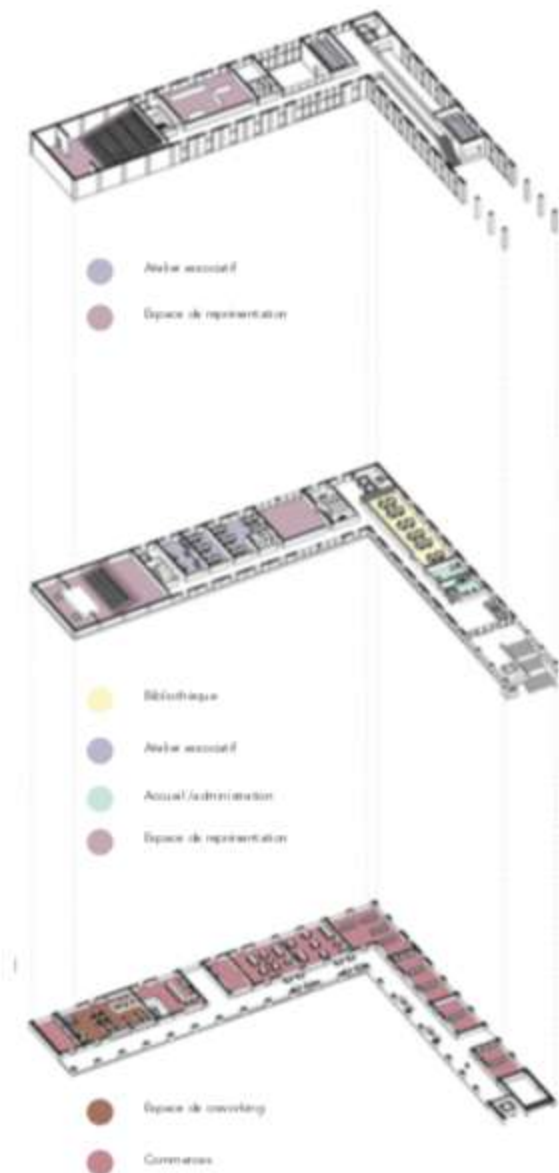 Atelier associatif
Espace de représentation
Bibliothèque
Atelier associatif
Accueil/administration
Espace de représentation
Espace de coworking
Commerces